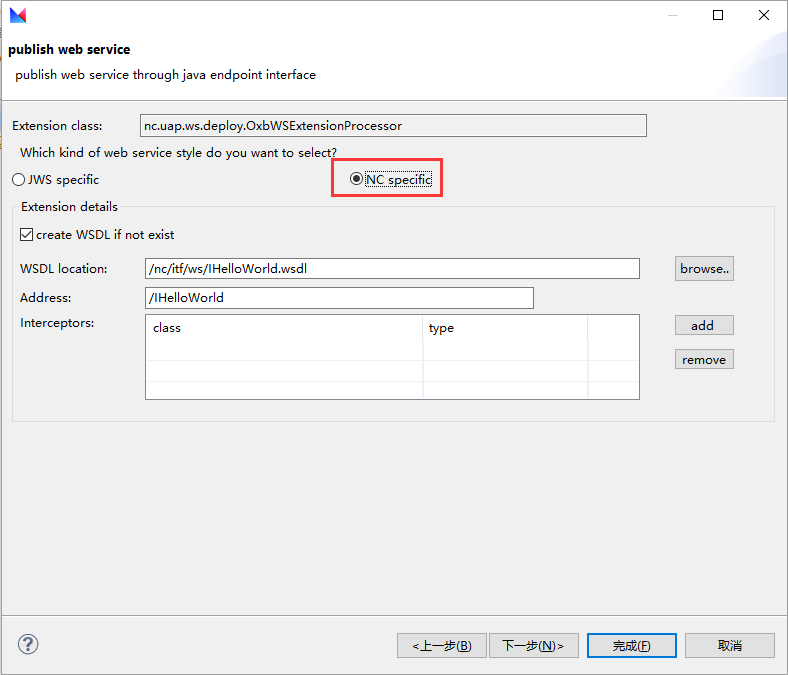 publish web service
publish web service through java endpoint interface
Extension class: nc.uap.ws.deploy.OxbWSExtensionProcessor
Which kind of web service style do you want to select?
JWS specific NC specific
Extension details
create WSDL if not exist
WSDL location: /nc/itf/ws/IHelloWorld.wsdl browse..
Address: /IHelloWorld
Interceptors: class type add
remove
? <上一步(B) 下一步(N)> 完成(F) 取消